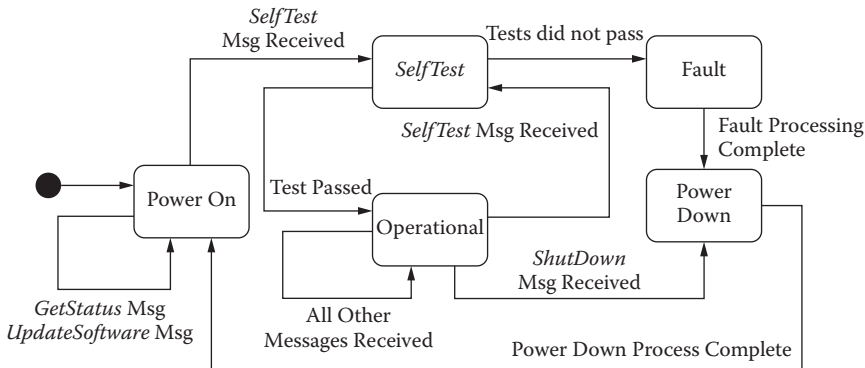 SelfTest
Msg Received
Tests did not pass
SelfTest
Fault
SelfTest Msg Received
Fault Processing
Complete
Power On
Test Passed
Operational
Power
Down
ShutDown
Msg Received
GetStatus Msg
UpdateSoftware Msg
All Other
Messages Received
Power Down Process Complete